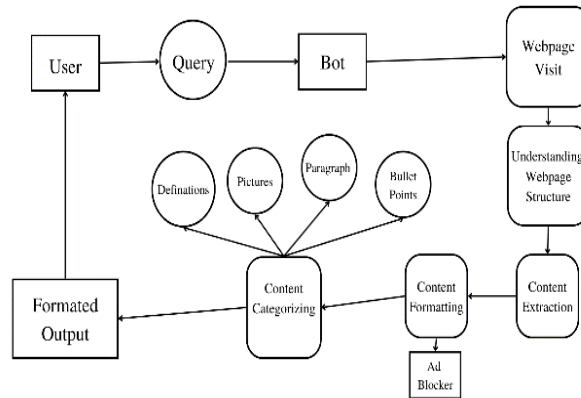 User
Query
Bot
Webpage
Visit
Definations
Pictures
Paragraph
Bullet
Points
Understanding
Webpage
Structure
Formated
Output
Content
Categorizing
Content
Formatting
Content
Extraction
Ad
Blocker